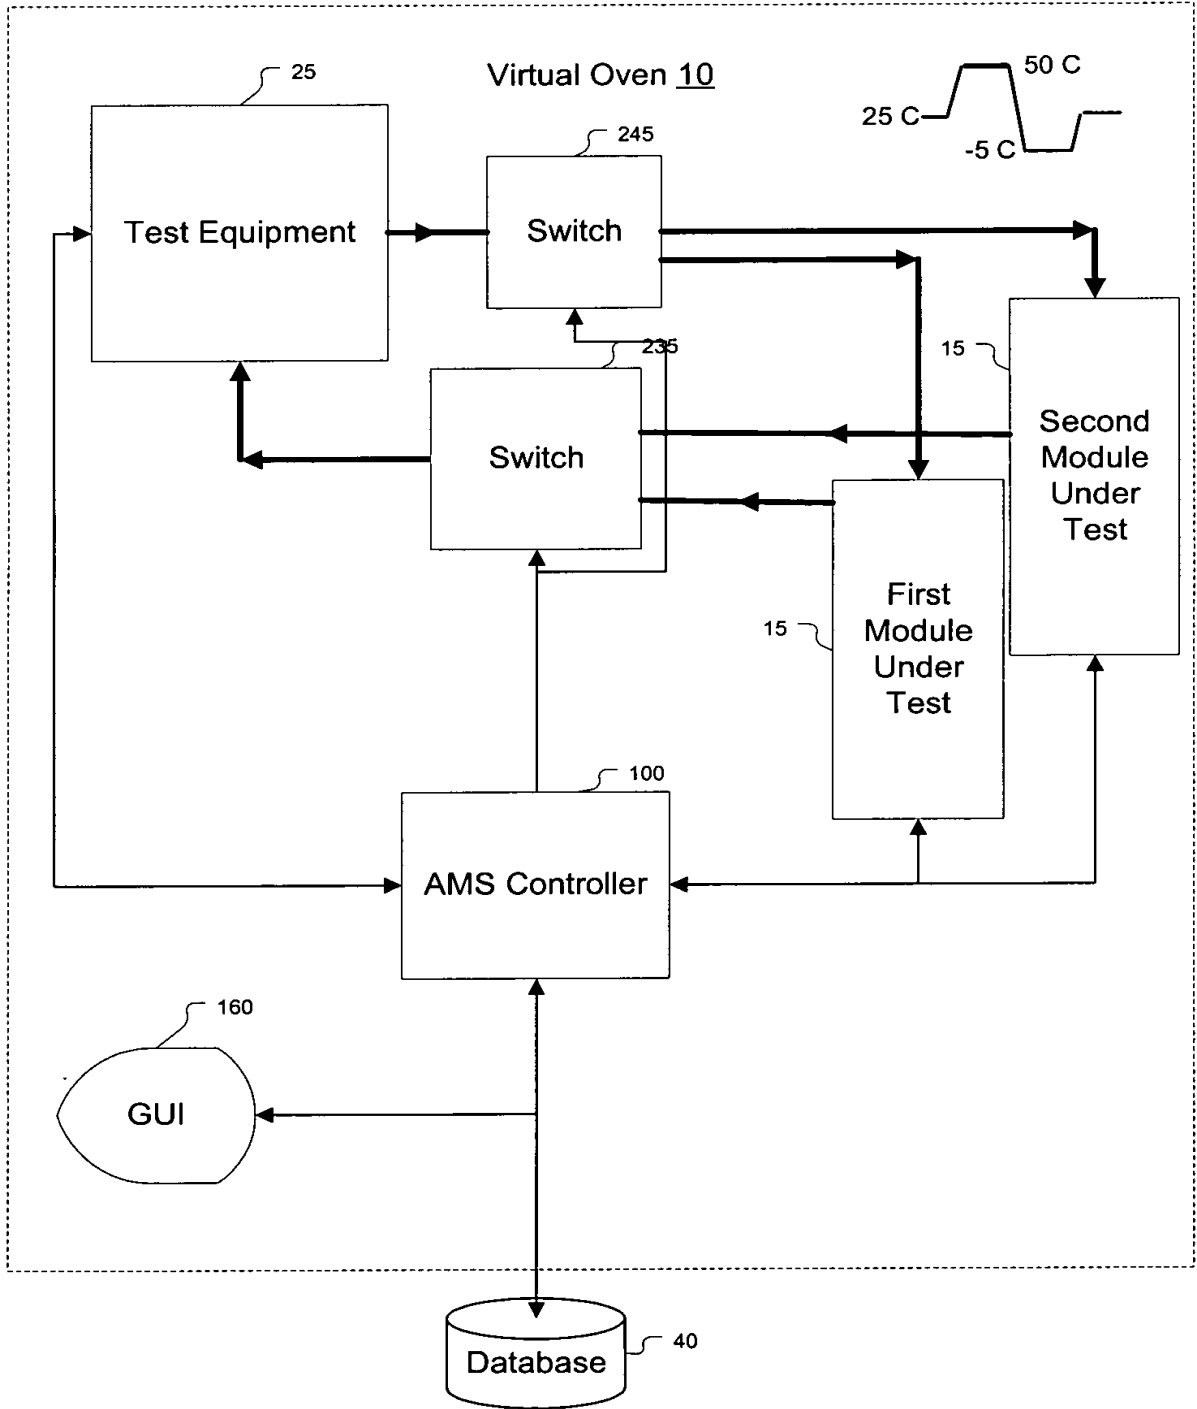 25
Virtual Oven 10
50 C
25 C
-5 C
245
Test Equipment
Switch
235
15
Switch
Second
Module
Under
Test
First
Module
Under
Test
15
100
AMS Controller
160
GUI
40
Database